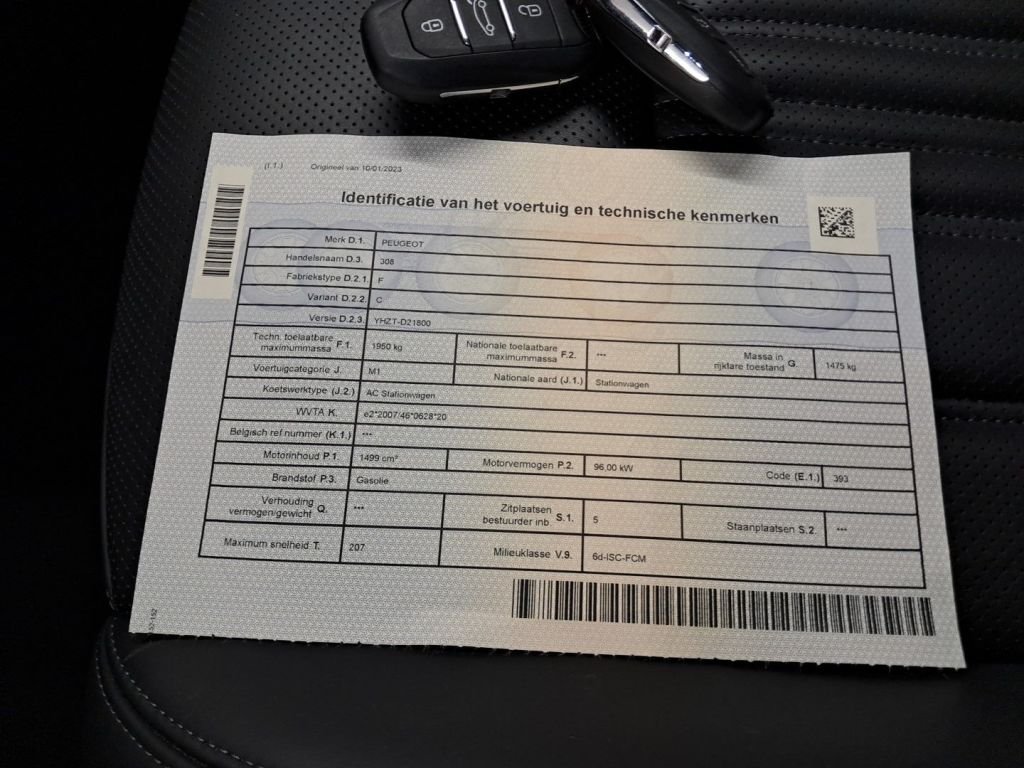 (I.1.) Origineel van 10/01/2023
Identificatie van het voertuig en technische kenmerken
Merk D.1. PEUGEOT
Handelsnaam D.3. 308
Fabriekstype D.2.1. F
Variant D.2.2. C
Versie D.2.3. YHZT-D21800
Techn. toelaatbare maximummassa F.1. 1950 kg Nationale toelaatbare maximummassa F.2. *** Massa in rijklare toestand G. 1475 kg
Voertuigcategorie J. M1 Nationale aard (J.1.) Stationwagen
Koetswerktype (J.2.) AC Stationwagen
WVTA K. e2*2007/46*0628*20
Belgisch ref.nummer (K.1.) ***
Motorinhoud P.1. 1499 cm³ Motorvermogen P.2. 96,00 kW Code (E.1.) 393
Brandstof P.3. Gasolie
Verhouding vermogen/gewicht Q. *** Zitplaatsen bestuurder inb. S.1. 5 Staanplaatsen S.2. ***
Maximum snelheid T. 207 Milieuklasse V.9. 6d-ISC-FCM